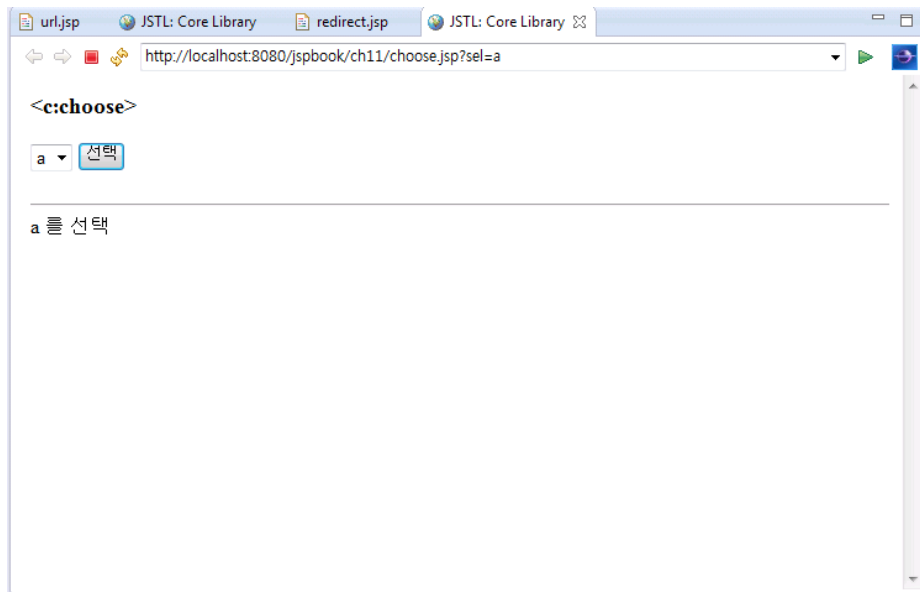 url.jsp JSTL: Core Library redirect.jsp JSTL: Core Library
http://localhost:8080/jspbook/ch11/choose.jsp?sel=a
<c:choose>
a 선택
a 를 선택